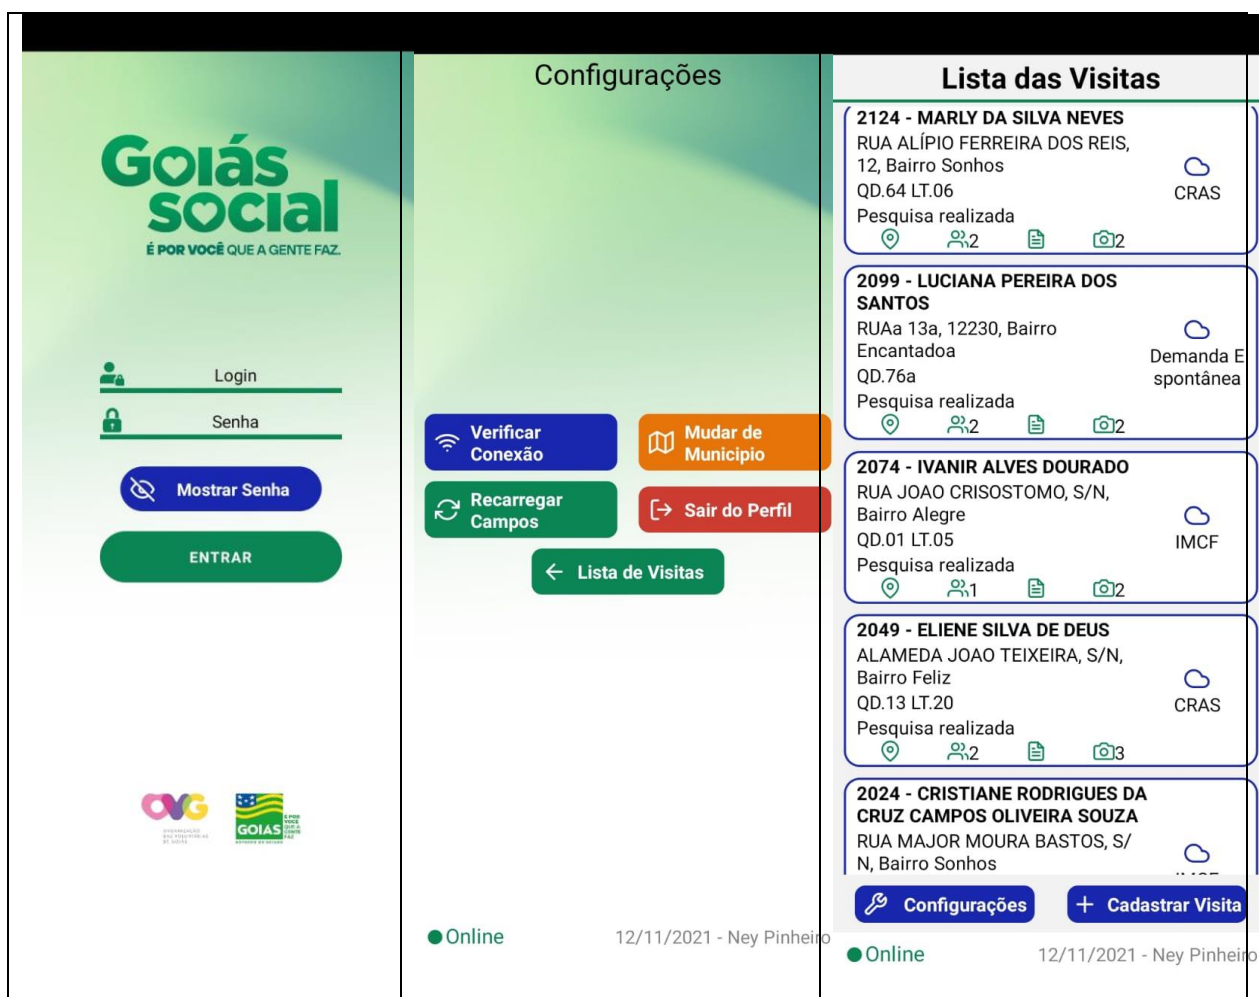 Goiás
social
É POR VOCÊ QUE A GENTE FAZ.
Login
Senha
Mostrar Senha
ENTRAR
OVG
GOIÁS
Configurações
Verificar
Conexão
Mudar de
Municipio
Recarregar
Campos
Sair do Perfil
Lista de Visitas
Online
12/11/2021 - Ney Pinheiro
Lista das Visitas
2124 - MARLY DA SILVA NEVES
RUA ALÍPIO FERREIRA DOS REIS,
12, Bairro Sonhos
QD.64 LT.06
CRAS
Pesquisa realizada
2 2
2099 - LUCIANA PEREIRA DOS
SANTOS
RUAa 13a, 12230, Bairro
Encantadoa
QD.76a
Demanda E
spontânea
Pesquisa realizada
2 2
2074 - IVANIR ALVES DOURADO
RUA JOAO CRISOSTOMO, S/N,
Bairro Alegre
QD.01 LT.05
IMCF
Pesquisa realizada
1 2
2049 - ELIENE SILVA DE DEUS
ALAMEDA JOAO TEIXEIRA, S/N,
Bairro Feliz
QD.13 LT.20
CRAS
Pesquisa realizada
2 3
2024 - CRISTIANE RODRIGUES DA
CRUZ CAMPOS OLIVEIRA SOUZA
RUA MAJOR MOURA BASTOS, S/
N, Bairro Sonhos
Configurações
Cadastrar Visita
Online
12/11/2021 - Ney Pinheiro